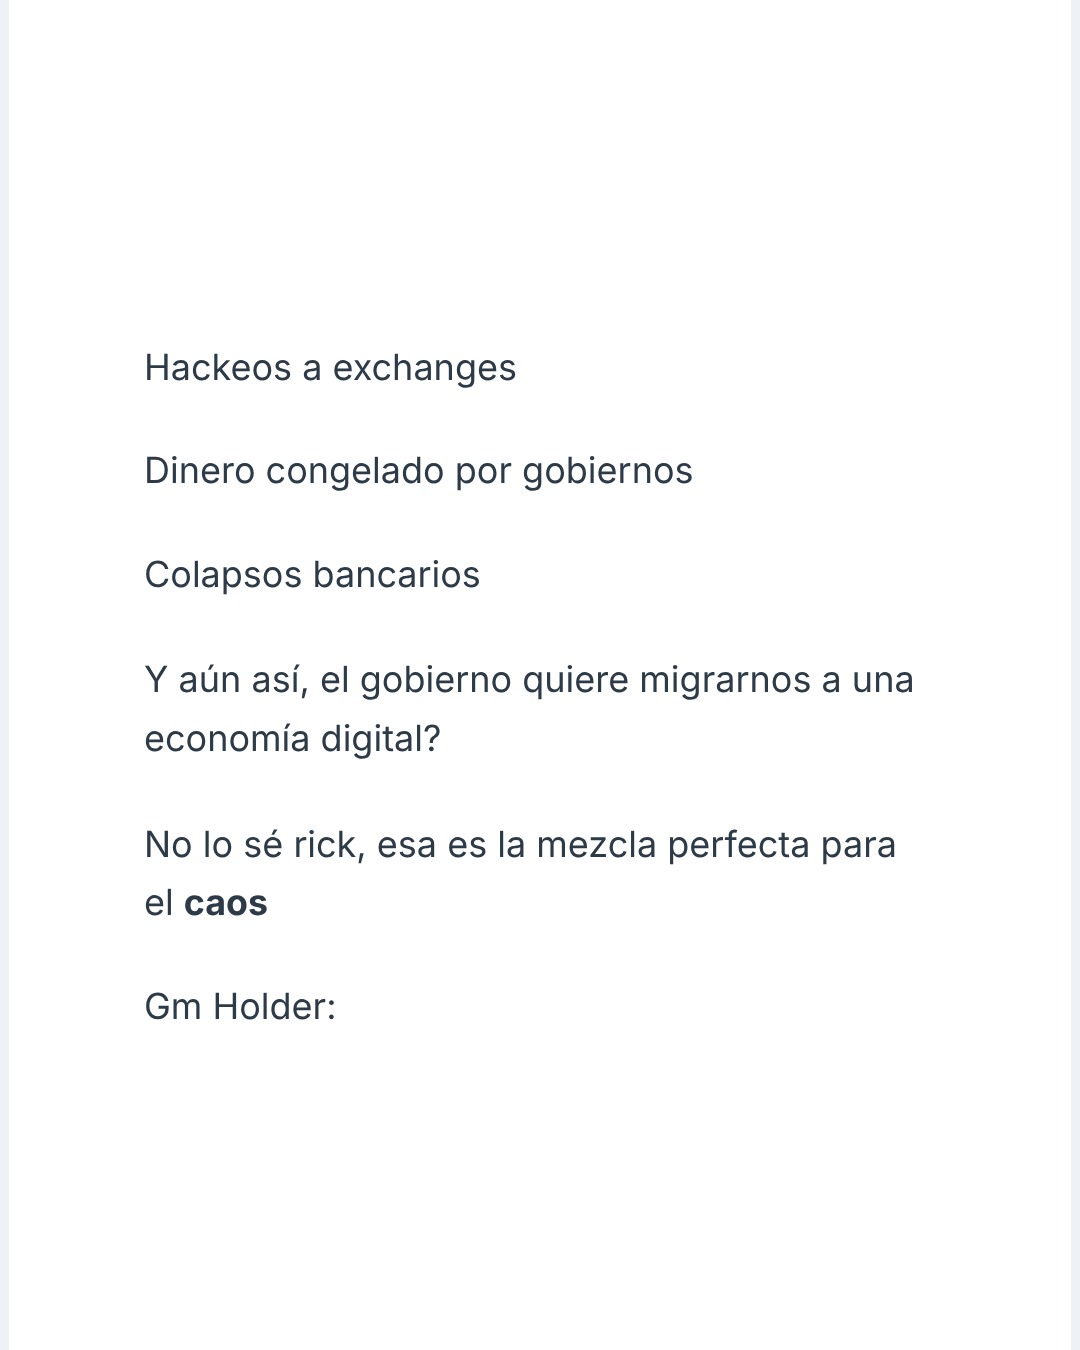 Hackeos a exchanges
Dinero congelado por gobiernos
Colapsos bancarios
Y aún así, el gobierno quiere migrarnos a una
economía digital?
No lo sé rick, esa es la mezcla perfecta para
el caos
Gm Holder: